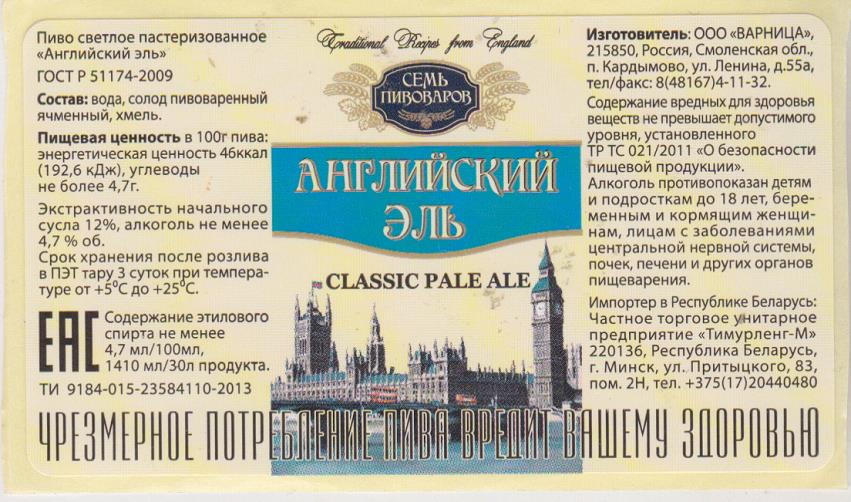 Пиво светлое пастеризованное
«Английский эль»
ГОСТ Р 51174-2009
Состав: вода, солод пивоваренный
ячменный, хмель.
Пищевая ценность в 100г пива:
энергетическая ценность 46ккал
(192,6 кДж), углеводы
не более 4,7г.
Экстрактивность начального
сусла 12%, алкоголь не менее
4,7 % об.
Срок хранения после розлива
в ПЭТ тару 3 суток при темпера-
туре от +5⁰С до +25⁰С.
ЕАС
Содержание этилового
спирта не менее
4,7 мл/100мл,
1410 мл/30л продукта.
ТИ 9184-015-23584110-2013
Traditional Recipes from England
СЕМЬ
ПИВОВАРОВ
АНГЛИЙСКИЙ
ЭЛЬ
CLASSIC PALE ALE
Изготовитель: ООО «ВАРНИЦА»,
215850, Россия, Смоленская обл.,
п. Кардымово, ул. Ленина, д.55а,
тел/факс: 8(48167)4-11-32.
Содержание вредных для здоровья
веществ не превышает допустимого
уровня, установленного
ТР ТС 021/2011 «О безопасности
пищевой продукции».
Алкоголь противопоказан детям
и подросткам до 18 лет, бере-
менным и кормящим женщи-
нам, лицам с заболеваниями
центральной нервной системы,
почек, печени и других органов
пищеварения.
Импортер в Республике Беларусь:
Частное торговое унитарное
предприятие «Тимурленг-М»
220136, Республика Беларусь,
г. Минск, ул. Притыцкого, 83,
пом. 2Н, тел. +375(17)20440480
ЧРЕЗМЕРНОЕ ПОТРЕБЛЕНИЕ ПИВА ВРЕДИТ ВАШЕМУ ЗДОРОВЬЮ